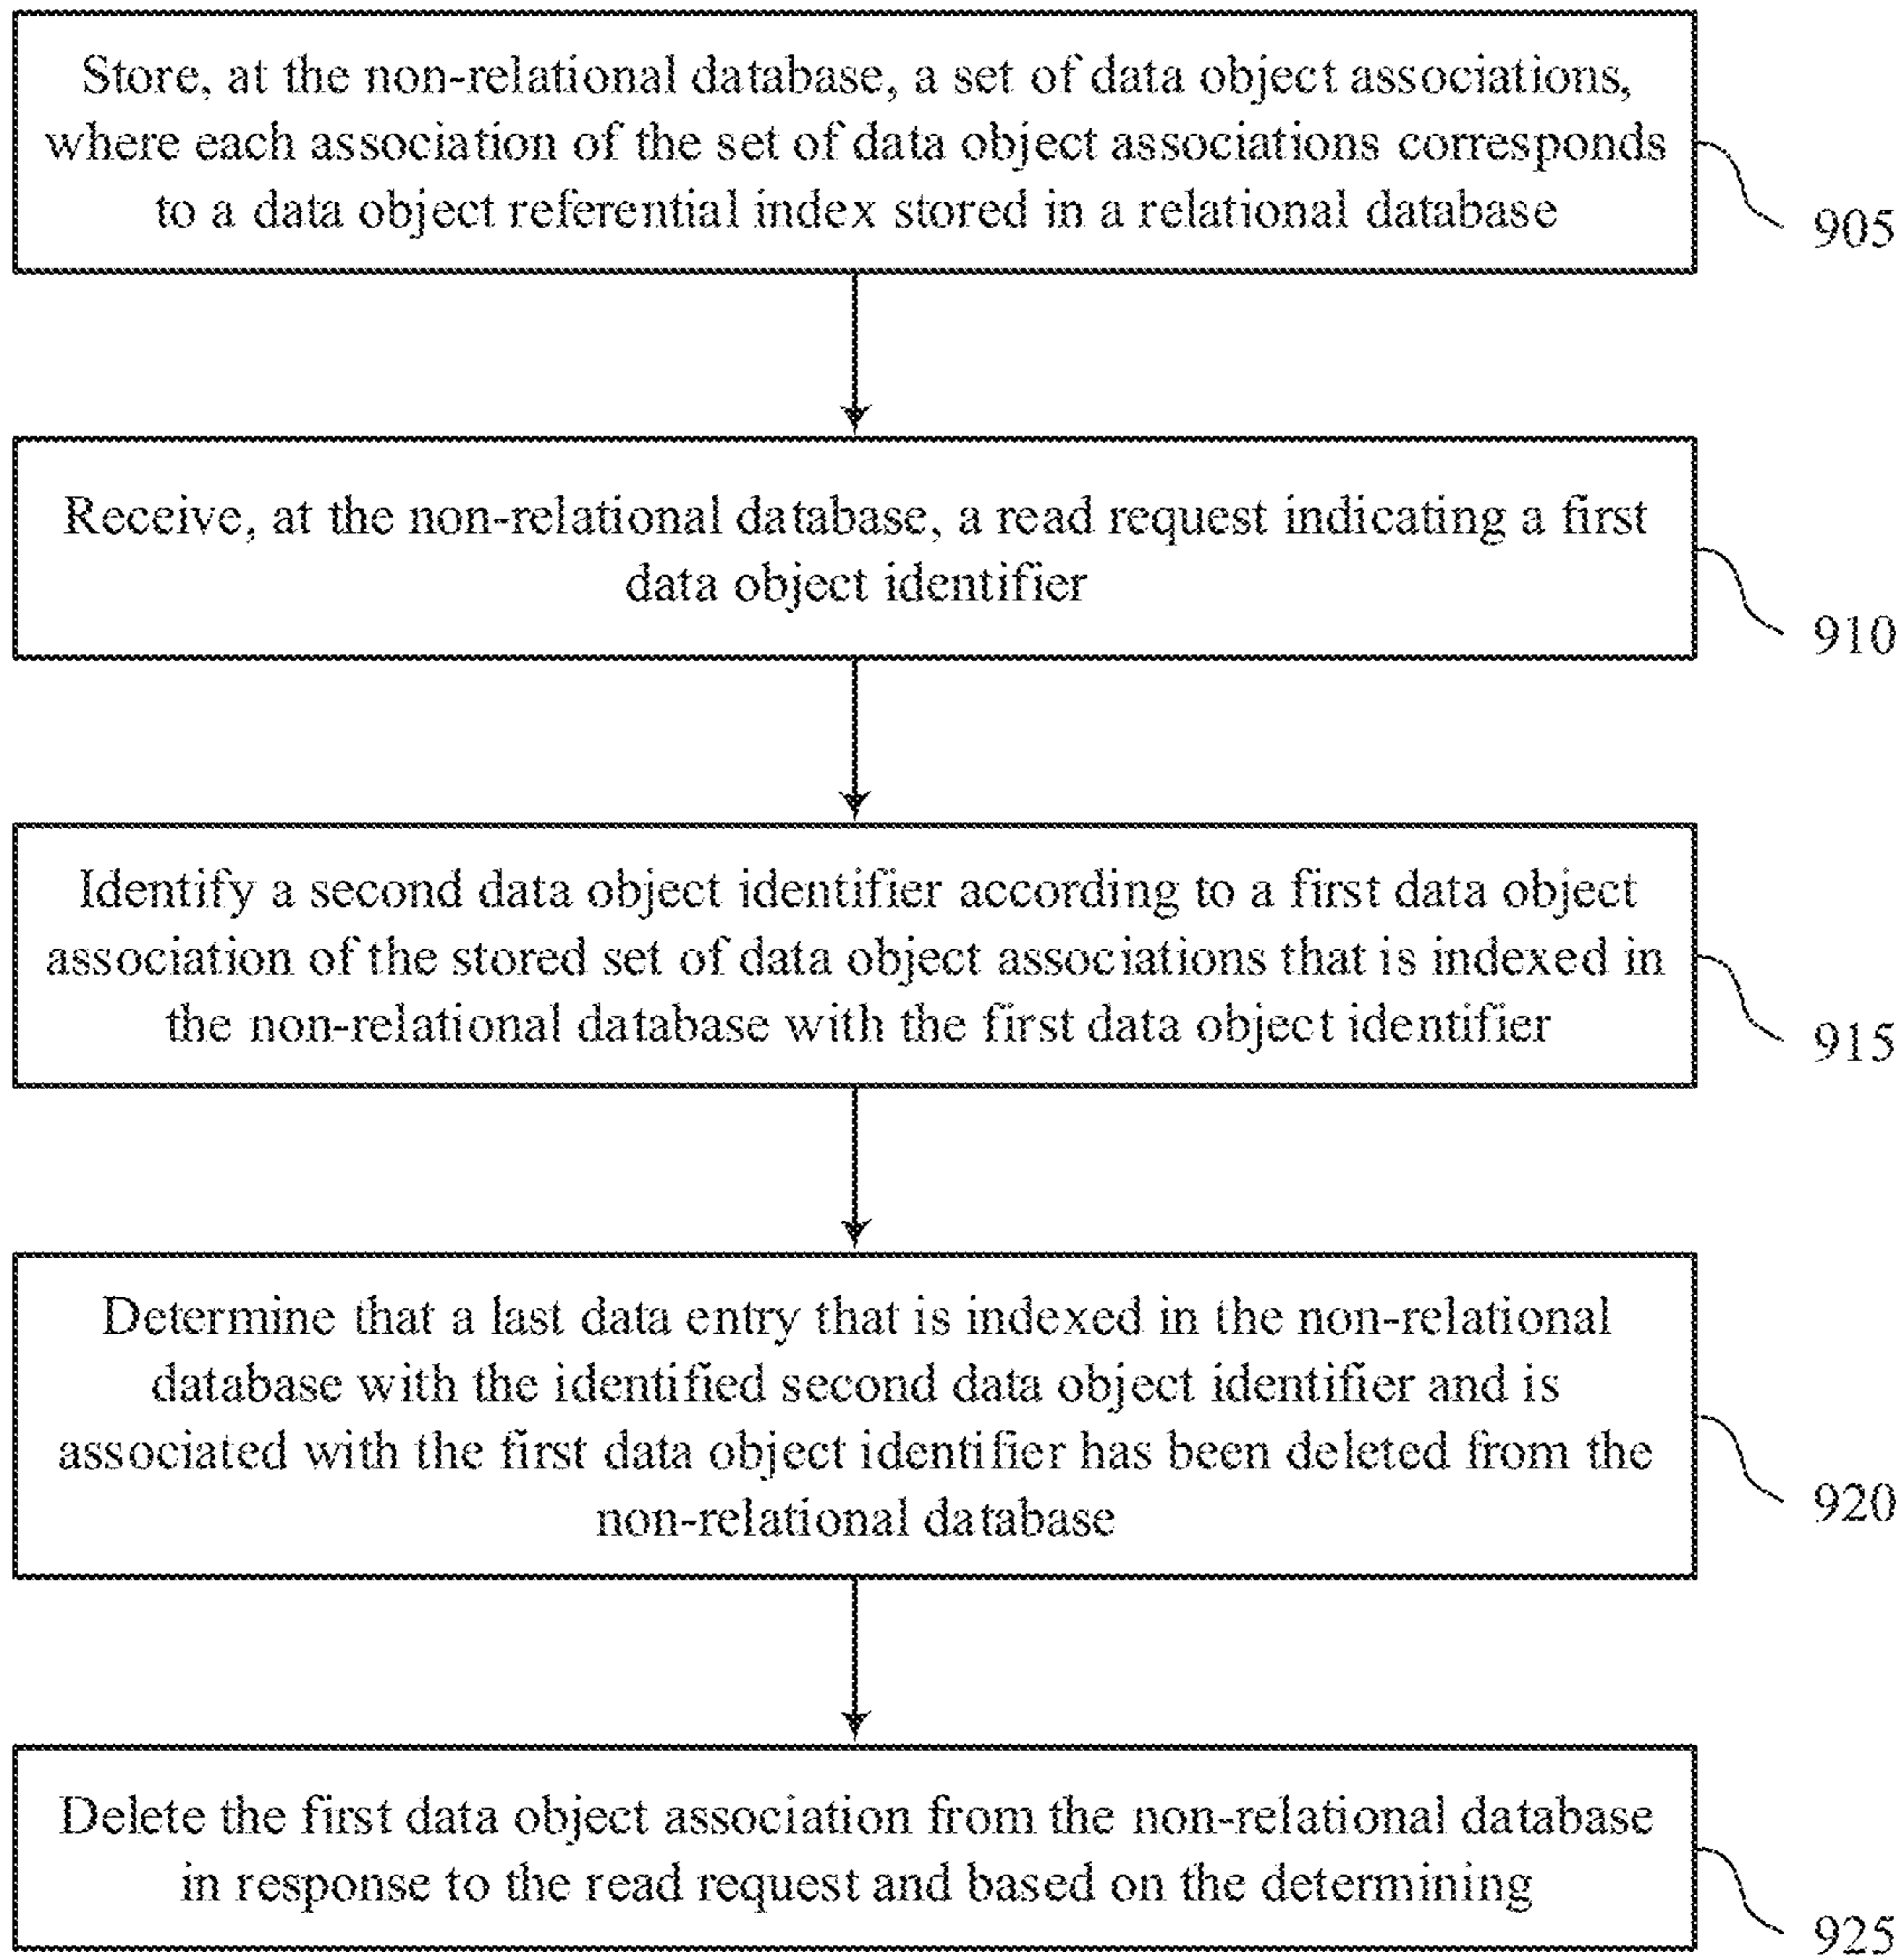 Store, at the non-relational database, a set of data object associations,
where each association of the set of data object associations corresponds
to a data object referential index stored in a relational database
905
Receive, at the non-relational database, a read request indicating a first
data object identifier
910
Identify a second data object identifier according to a first data object
association of the stored set of data object associations that is indexed in
the non-relational database with the first data object identifier
915
Determine that a last data entry that is indexed in the non-relational
database with the identified second data object identifier and is
associated with the first data object identifier has been deleted from the
non-relational database
920
Delete the first data object association from the non-relational database
in response to the read request and based on the determining
925